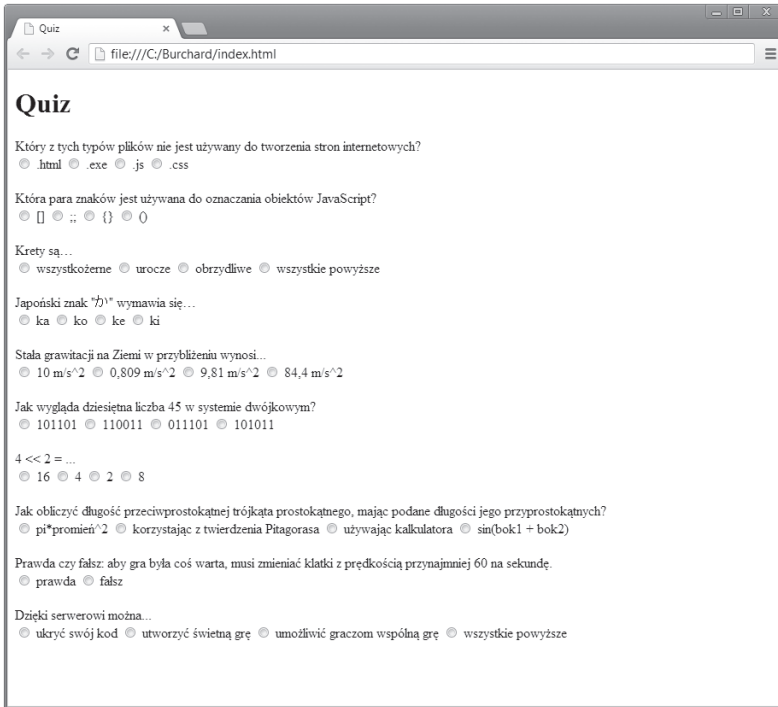 Quiz
file:///C:/Burchard/index.html
Quiz
Który z tych typów plików nie jest używany do tworzenia stron internetowych?
.html .exe .js .css
Która para znaków jest używana do oznaczania obiektów JavaScript?
[] ;; {} ()
Krety są…
wszystkożerne urocze obrzydliwe wszystkie powyższe
Japoński znak "か" wymawia się…
ka ko ke ki
Stała grawitacji na Ziemi w przybliżeniu wynosi...
10 m/s^2 0,809 m/s^2 9,81 m/s^2 84,4 m/s^2
Jak wygląda dziesiętna liczba 45 w systemie dwójkowym?
101101 110011 011101 101011
4 << 2 = ...
16 4 2 8
Jak obliczyć długość przeciwprostokątnej trójkąta prostokątnego, mając podane długości jego przyprostokątnych?
pi*promień^2 korzystając z twierdzenia Pitagorasa używając kalkulatora sin(bok1 + bok2)
Prawda czy fałsz: aby gra była coś warta, musi zmieniać klatki z prędkością przynajmniej 60 na sekundę.
prawda fałsz
Dzięki serwerowi można...
ukryć swój kod utworzyć świetną grę umożliwić graczom wspólną grę wszystkie powyższe